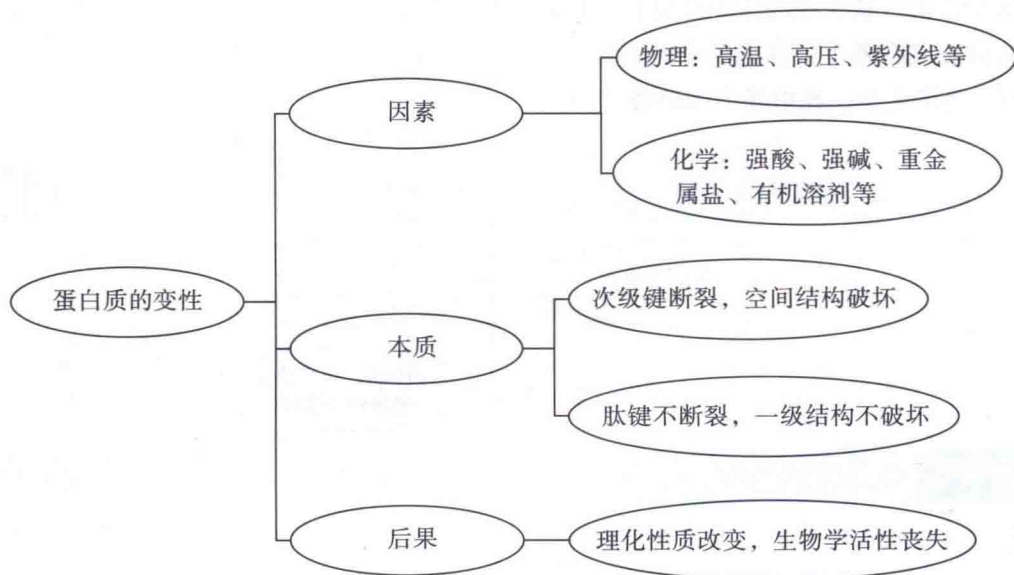 物理：高温、高压、紫外线等
因素
化学：强酸、强碱、重金
属盐、有机溶剂等
蛋白质的变性
次级键断裂，空间结构破坏
本质
肽键不断裂，一级结构不破坏
后果
理化性质改变，生物学活性丧失